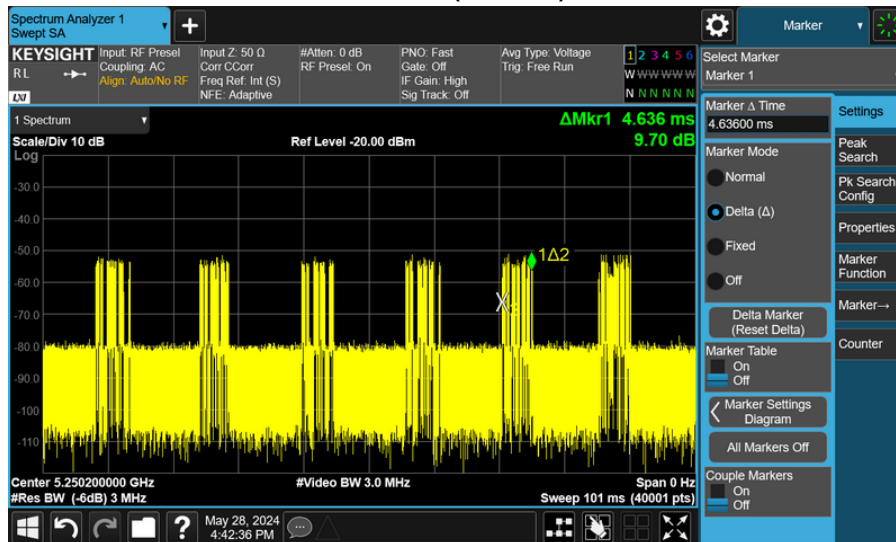 Spectrum Analyzer 1
Swept SA
Marker
KEYSIGHT
RL
LXI
Input: RF Presel
Coupling: AC
Align: Auto/No RF
Input Z: 50 Ω
Corr CCorr
Freq Ref: Int (S)
NFE: Adaptive
#Atten: 0 dB
RF Presel: On
PNO: Fast
Gate: Off
IF Gain: High
Sig Track: Off
Avg Type: Voltage
Trig: Free Run
1 2 3 4 5 6
W W W W W W
N N N N N N
Select Marker
Marker 1
1 Spectrum
ΔMkr1 4.636 ms
Scale/Div 10 dB
Ref Level -20.00 dBm
9.70 dB
Log
-30.0
-40.0
-50.0
-60.0
-70.0
-80.0
-90.0
-100
-110
1Δ2
Center 5.250200000 GHz
#Video BW 3.0 MHz
Span 0 Hz
#Res BW (-6dB) 3 MHz
Sweep 101 ms (40001 pts)
Marker Δ Time
4.63600 ms
Marker Mode
Normal
Delta (Δ)
Fixed
Off
Delta Marker
(Reset Delta)
Marker Table
On
Off
Marker Settings
Diagram
All Markers Off
Couple Markers
On
Off
Settings
Peak
Search
Pk Search
Config
Properties
Marker
Function
Marker→
Counter
May 28, 2024
4:42:36 PM